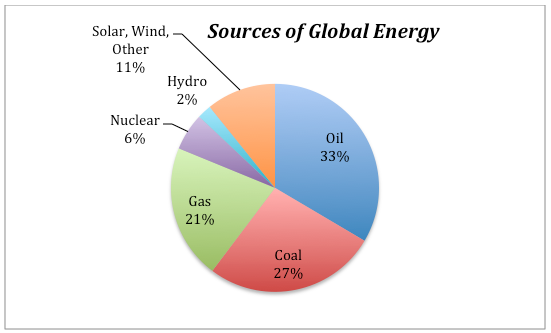 Sources of Global Energy
Solar, Wind,
Other
11%
Hydro
2%
Nuclear
6%
Oil
33%
Gas
21%
Coal
27%